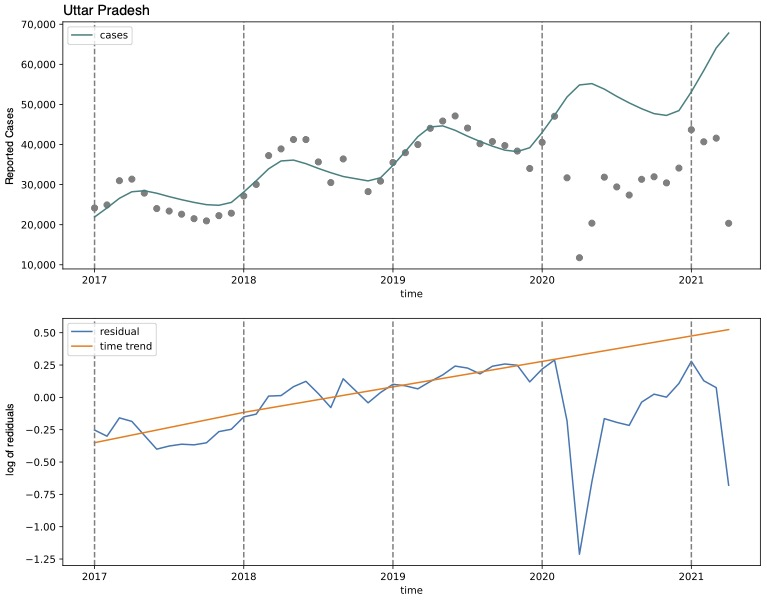 Uttar Pradesh
70,000
60,000
50,000
40,000
30,000
20,000
10,000
Reported Cases
cases
2017 2018 2019 2020 2021
time
0.50
0.25
0.00
−0.25
−0.50
−0.75
−1.00
−1.25
log of rediduals
residual
time trend
2017 2018 2019 2020 2021
time